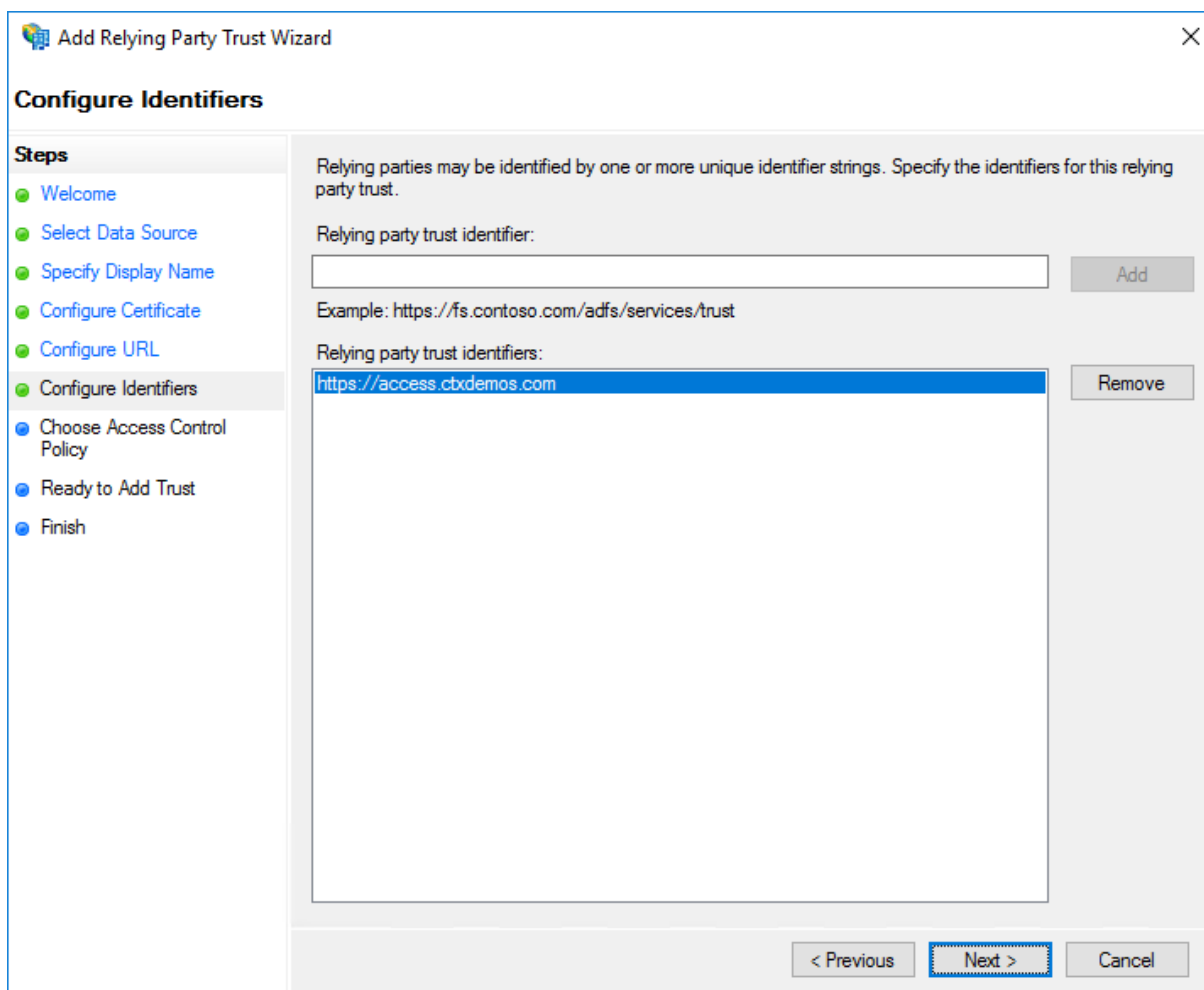 Add Relying Party Trust Wizard
Configure Identifiers
Steps
Welcome
Select Data Source
Specify Display Name
Configure Certificate
Configure URL
Configure Identifiers
Choose Access Control
Policy
Ready to Add Trust
Finish
Relying parties may be identified by one or more unique identifier strings. Specify the identifiers for this relying
party trust.
Relying party trust identifier:
Add
Example: https://fs.contoso.com/adfs/services/trust
Relying party trust identifiers:
https://access.ctxdemos.com
Remove
< Previous
Next >
Cancel